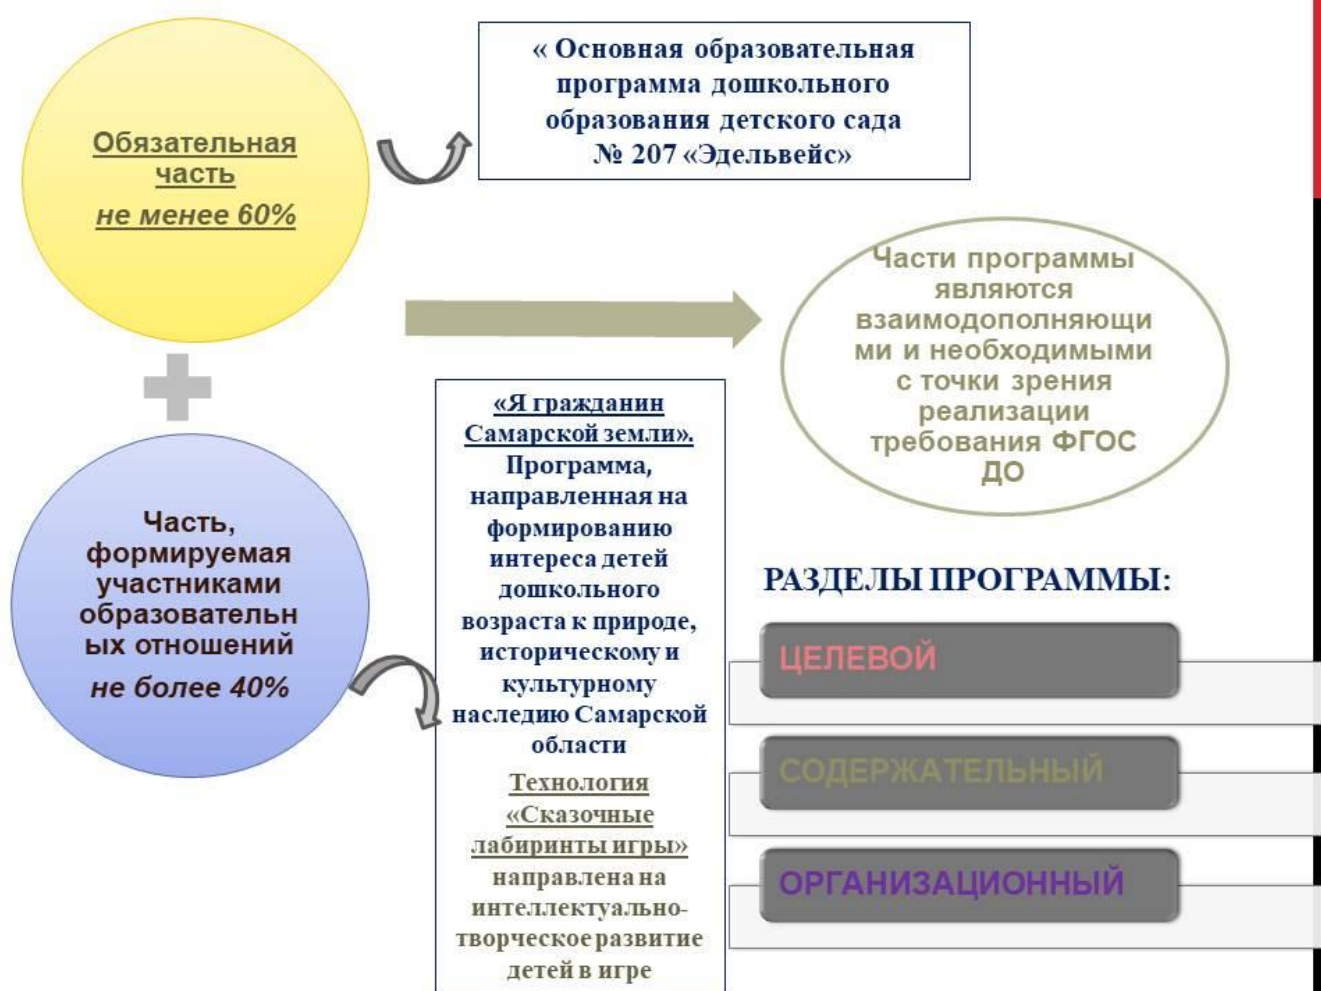 Обязательная
часть
не менее 60%
« Основная образовательная
программа дошкольного
образования детского сада
№ 207 «Эдельвейс»
Части программы
являются
взаимодополняющи
ми и необходимыми
с точки зрения
реализации
требования ФГОС
ДО
Часть,
формируемая
участниками
образовательн
ых отношений
не более 40%
«Я гражданин
Самарской земли».
Программа,
направленная на
формированию
интереса детей
дошкольного
возраста к природе,
историческому и
культурному
наследию Самарской
области
Технология
«Сказочные
лабиринты игры»
направлена на
интеллектуально-
творческое развитие
детей в игре
РАЗДЕЛЫ ПРОГРАММЫ:
ЦЕЛЕВОЙ
СОДЕРЖАТЕЛЬНЫЙ
ОРГАНИЗАЦИОННЫЙ